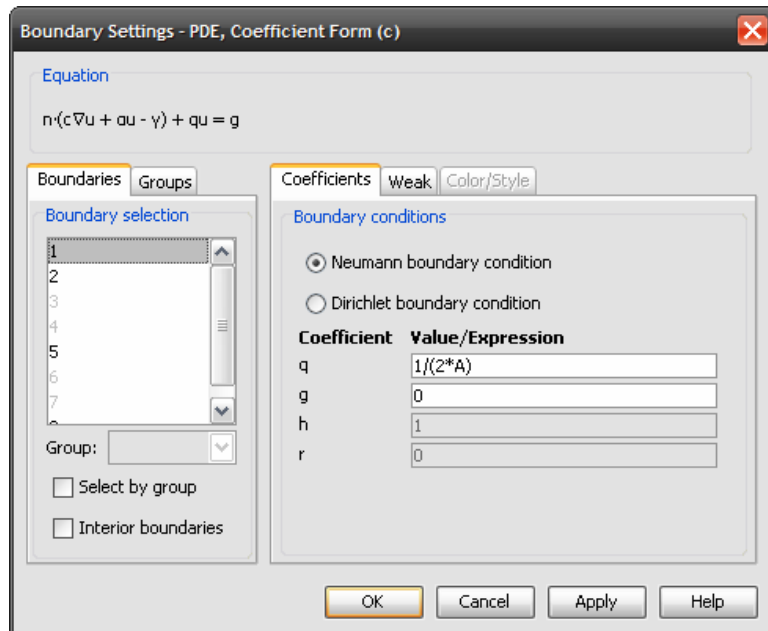 Boundary Settings - PDE, Coefficient Form (c)
Equation
n·(c∇u + αu - γ) + qu = g
Boundaries Groups
Boundary selection
1
2
3
4
5
6
7
Group:
Select by group
Interior boundaries
Coefficients Weak Color/Style
Boundary conditions
Neumann boundary condition
Dirichlet boundary condition
Coefficient Value/Expression
q 1/(2*A)
g 0
h 1
r 0
OK Cancel Apply Help